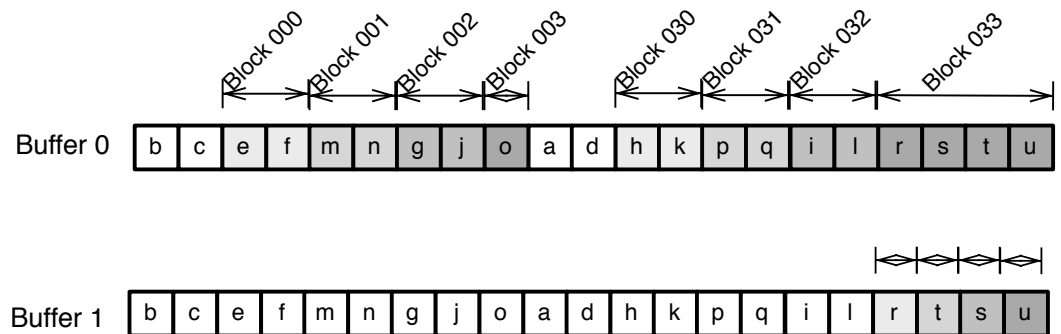 Block 000 Block 001 Block 002 Block 003 Block 030 Block 031 Block 032 Block 033
Buffer 0 b c e f m n g j o a d h k p q i l r s t u
Buffer 1 b c e f m n g j o a d h k p q i l r t s u